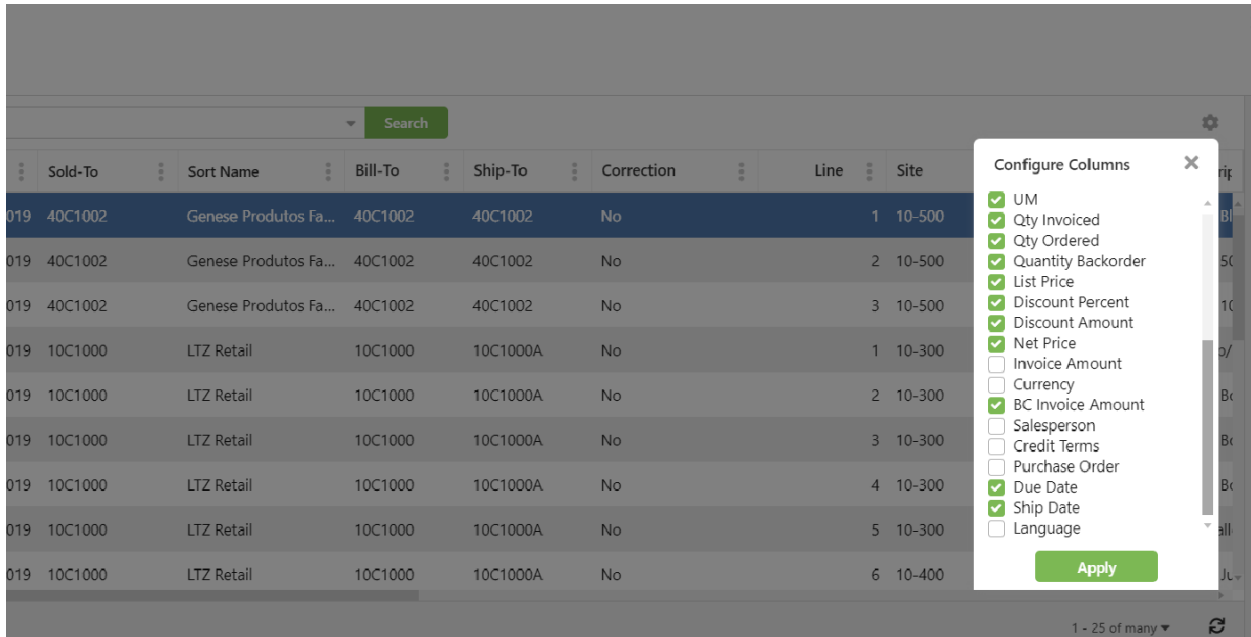 Search
Configure Columns
Sold-To Sort Name Bill-To Ship-To Correction Line Site
UM
Qty Invoiced
Qty Ordered
Quantity Backorder
List Price
Discount Percent
Discount Amount
Net Price
Invoice Amount
Currency
BC Invoice Amount
Salesperson
Credit Terms
Purchase Order
Due Date
Ship Date
Language
Apply
019 40C1002 Genese Produtos Fa... 40C1002 40C1002 No 1 10-500
019 40C1002 Genese Produtos Fa... 40C1002 40C1002 No 2 10-500
019 40C1002 Genese Produtos Fa... 40C1002 40C1002 No 3 10-500
019 10C1000 LTZ Retail 10C1000 10C1000A No 1 10-300
019 10C1000 LTZ Retail 10C1000 10C1000A No 2 10-300
019 10C1000 LTZ Retail 10C1000 10C1000A No 3 10-300
019 10C1000 LTZ Retail 10C1000 10C1000A No 4 10-300
019 10C1000 LTZ Retail 10C1000 10C1000A No 5 10-300
019 10C1000 LTZ Retail 10C1000 10C1000A No 6 10-400
1 - 25 of many